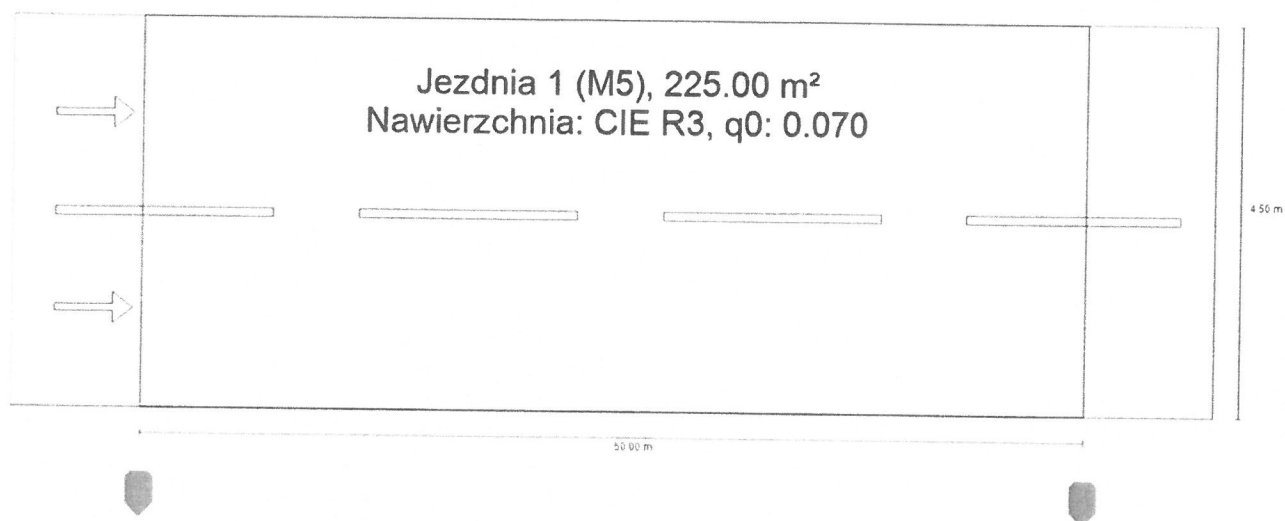 Jezdnia 1 (M5), 225.00 m²
Nawierzchnia: CIE R3, q0: 0.070
4.50 m
50.00 m